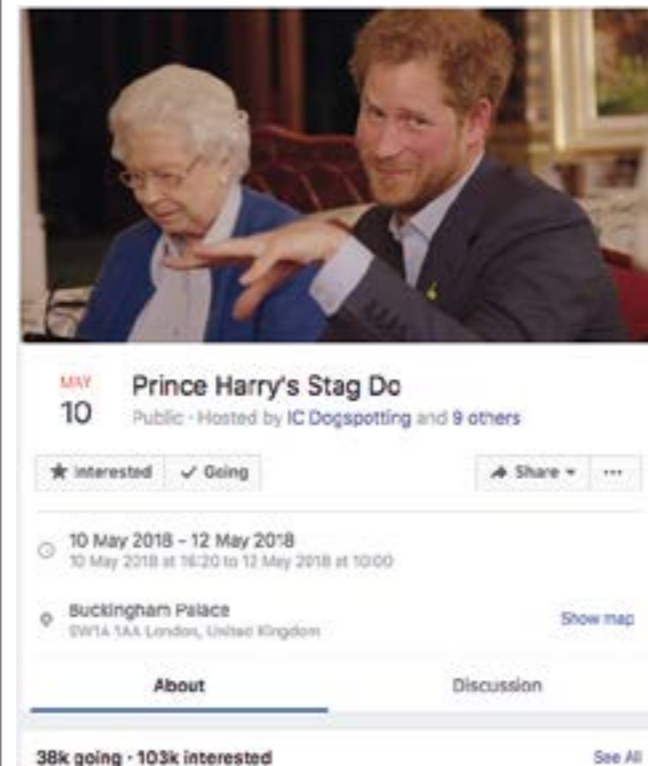 MAY
10
Prince Harry's Stag Do
Public · Hosted by IC Dogspotting and 9 others
★ Interested ✓ Going
Share ▾ ···
10 May 2018 – 12 May 2018
10 May 2018 at 16:20 to 12 May 2018 at 10:00
Buckingham Palace
SW1A 1AA London, United Kingdom
Show map
About
Discussion
38k going · 103k interested
See All